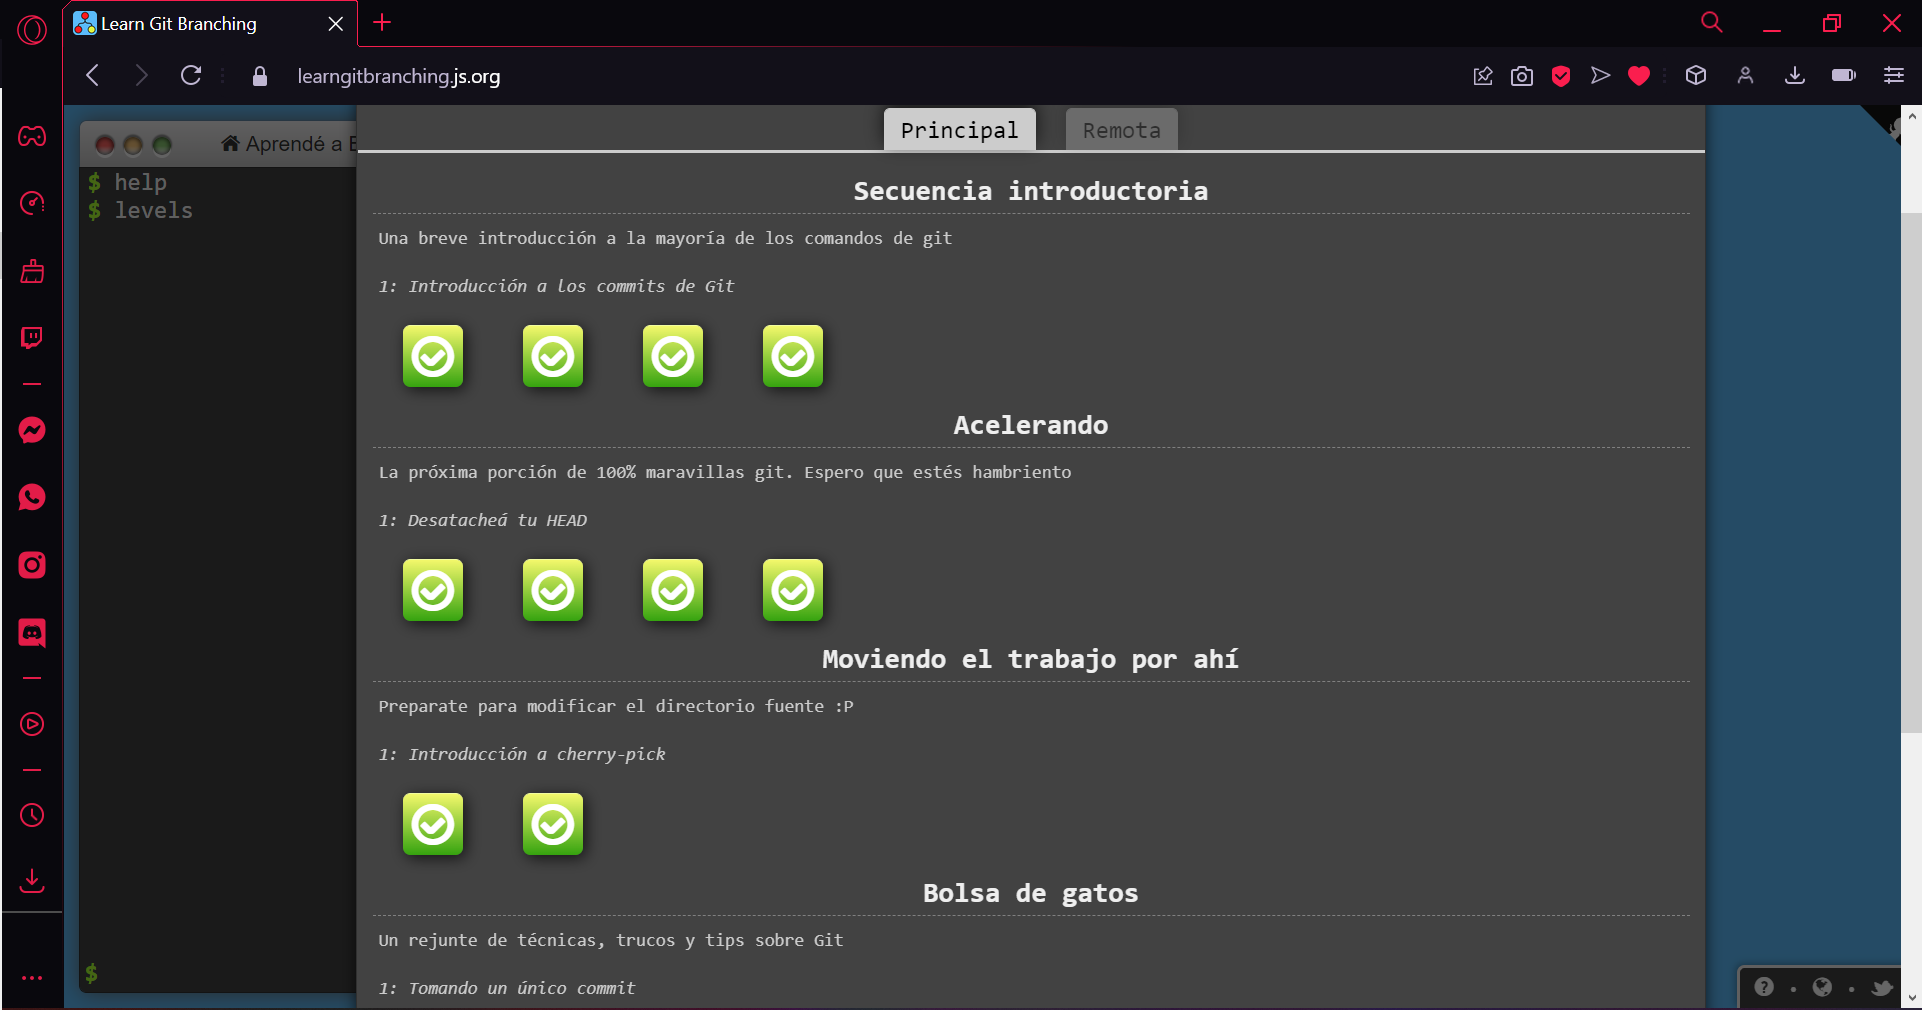 Learn Git Branching
learngitbranching.js.org
Principal
Remota
Aprendé a
$ help
$ levels
Secuencia introductoria
Una breve introducción a la mayoría de los comandos de git
1: Introducción a los commits de Git
Acelerando
La próxima porción de 100% maravillas git. Espero que estés hambriento
1: Desatacheá tu HEAD
Moviendo el trabajo por ahí
Preparate para modificar el directorio fuente :P
1: Introducción a cherry-pick
Bolsa de gatos
Un rejunte de técnicas, trucos y tips sobre Git
1: Tomando un único commit
$